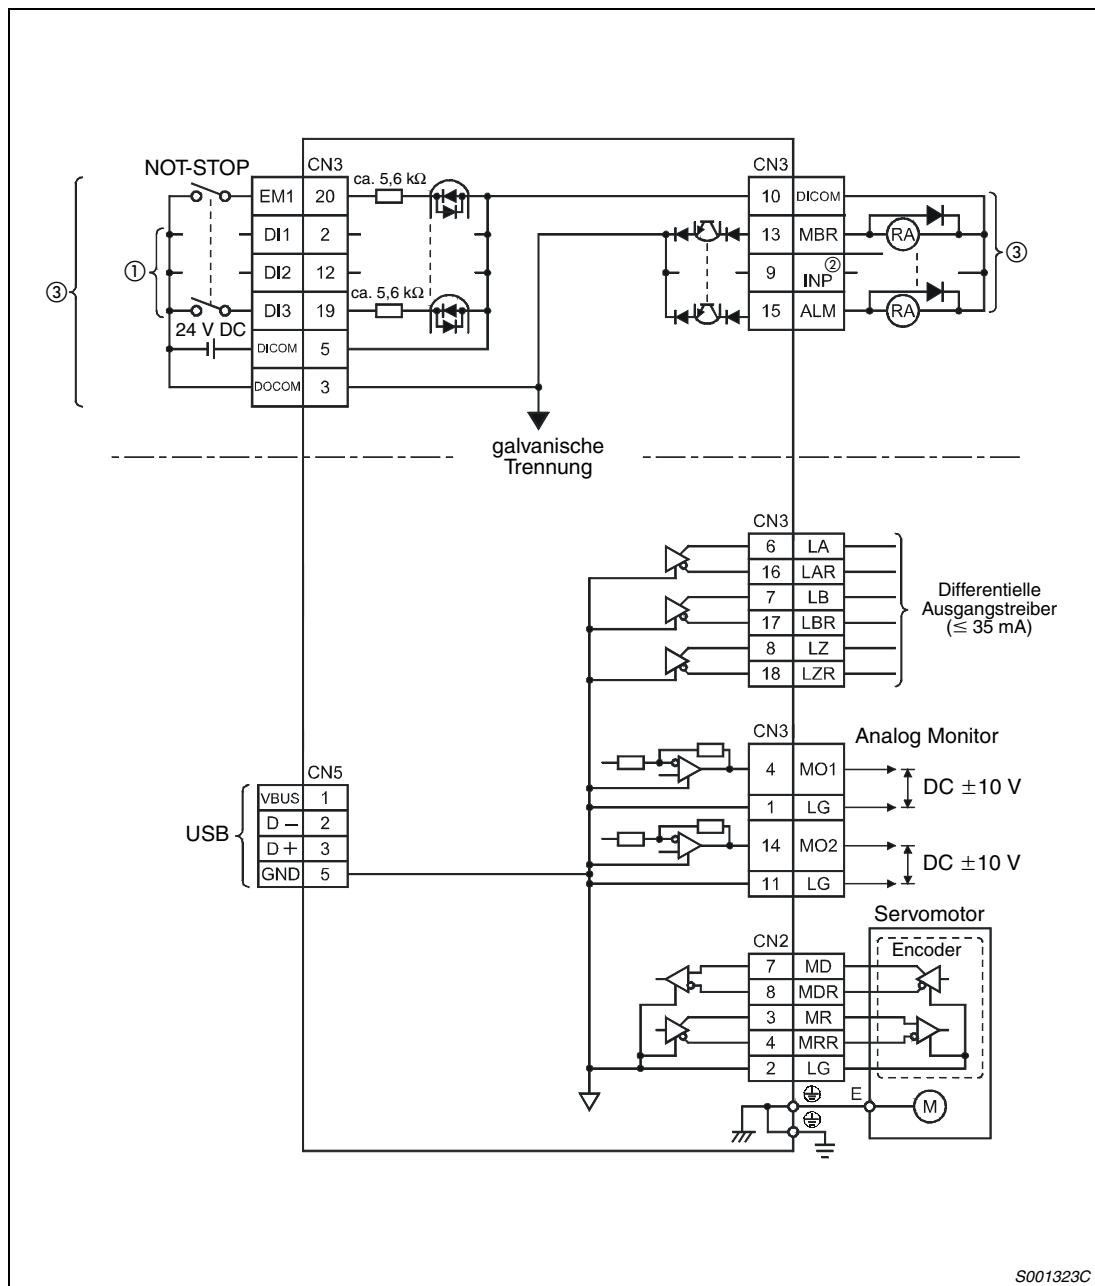 NOT-STOP
CN3
EM1 20
DI1 2
DI2 12
DI3 19
DICOM 5
DOCOM 3
ca. 5,6 kΩ
ca. 5,6 kΩ
24 V DC
①
③
CN3
10 DICOM
13 MBR
9 INP ②
15 ALM
RA
RA
③
galvanische
Trennung
CN3
6 LA
16 LAR
7 LB
17 LBR
8 LZ
18 LZR
Differentielle
Ausgangstreiber
(≦ 35 mA)
CN3
4 MO1
1 LG
14 MO2
11 LG
Analog Monitor
DC ±10 V
DC ±10 V
CN5
VBUS 1
D − 2
D + 3
GND 5
USB
Servomotor
Encoder
CN2
7 MD
8 MDR
3 MR
4 MRR
2 LG
E
M
S001323C